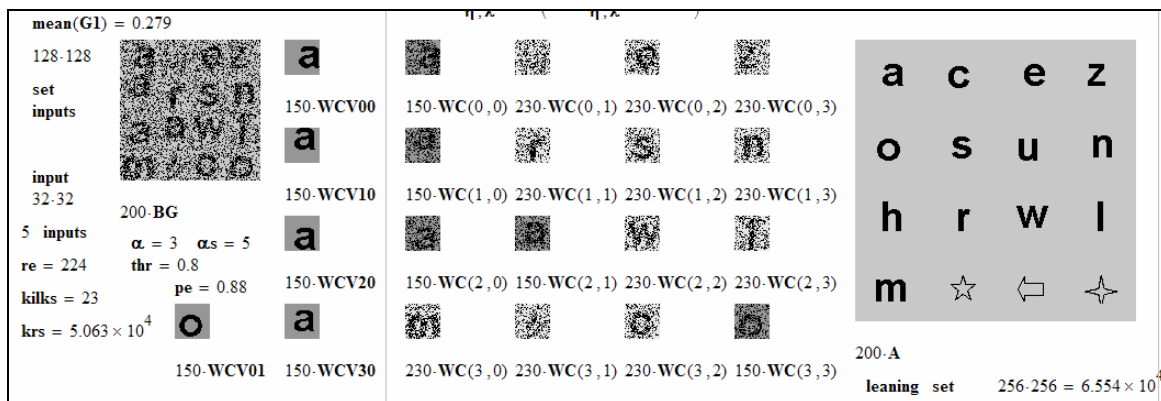 mean(G1) = 0.279
128·128
set
inputs
input
32·32
200·BG
5 inputs
α = 3 αs = 5
re = 224
thr = 0.8
pe = 0.88
kilks = 23
krs = 5.063 × 10^4
o
150·WCV01
a
150·WCV00
a
150·WCV10
a
150·WCV20
a
150·WCV30
a e z
150·WC(0,0) 230·WC(0,1) 230·WC(0,2) 230·WC(0,3)
a r s n
150·WC(1,0) 230·WC(1,1) 230·WC(1,2) 230·WC(1,3)
a a w
150·WC(2,0) 150·WC(2,1) 230·WC(2,2) 230·WC(2,3)
m o
230·WC(3,0) 230·WC(3,1) 230·WC(3,2) 150·WC(3,3)
a c e z
o s u n
h r w l
m
200·A
leaning set 256·256 = 6.554 × 10^4